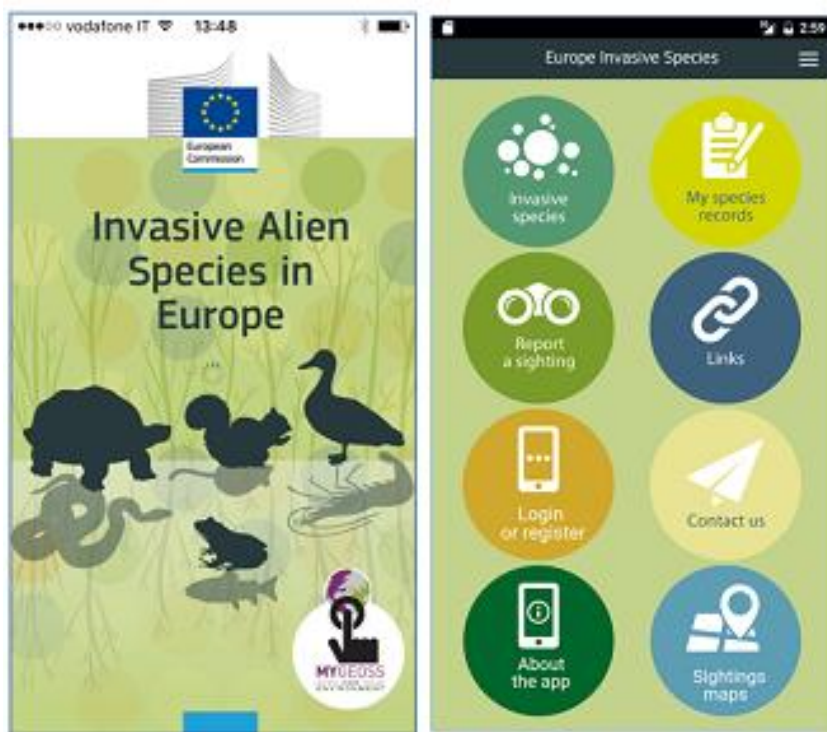 vodafone IT
13:48
European
Commission
Invasive Alien
Species in
Europe
...
MYGEOSS
ENVIRONMENT
2:59
Europe Invasive Species
Invasive
species
My species
records
Report
a sighting
Links
Login
or register
Contact us
About
the app
Sightings
maps